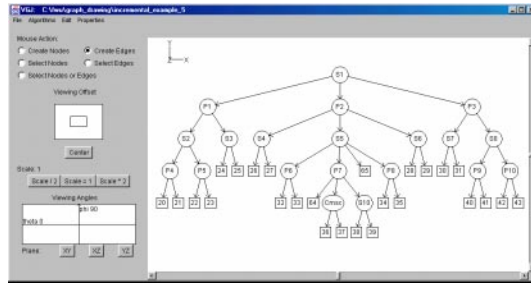 VGJ: C:\vwv\graph_drawing\incremental_example_5
File Algorithms Edit Properties
Mouse Action:
Create Nodes Create Edges
Select Nodes Select Edges
Select Nodes or Edges
Viewing Offset
Center
Scale: 1
Scale / 2 Scale = 1 Scale * 2
Viewing Angles
phi 90
theta 0
Plane: XY XZ YZ
Y
Z X
S1
P1 P2 P3
S2 S3 S4 S5 S6 S7 S8
P4 P5 24 25 26 27 P6 P7 65 P8 28 29 30 31 P9 P10
20 21 22 23 32 33 64 Cmsc S10 34 35 40 41 42 43
36 37 38 39